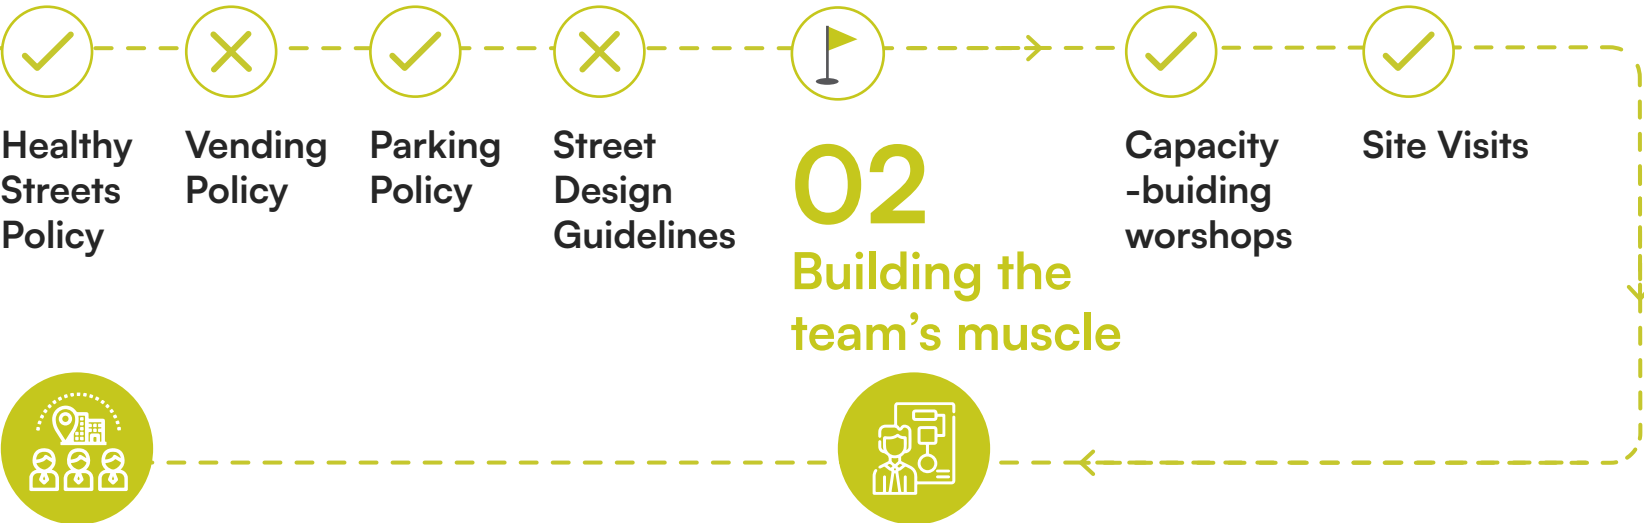 Healthy
Streets
Policy
Vending
Policy
Parking
Policy
Street
Design
Guidelines
02
Building the
team’s muscle
Capacity
-buiding
worshops
Site Visits